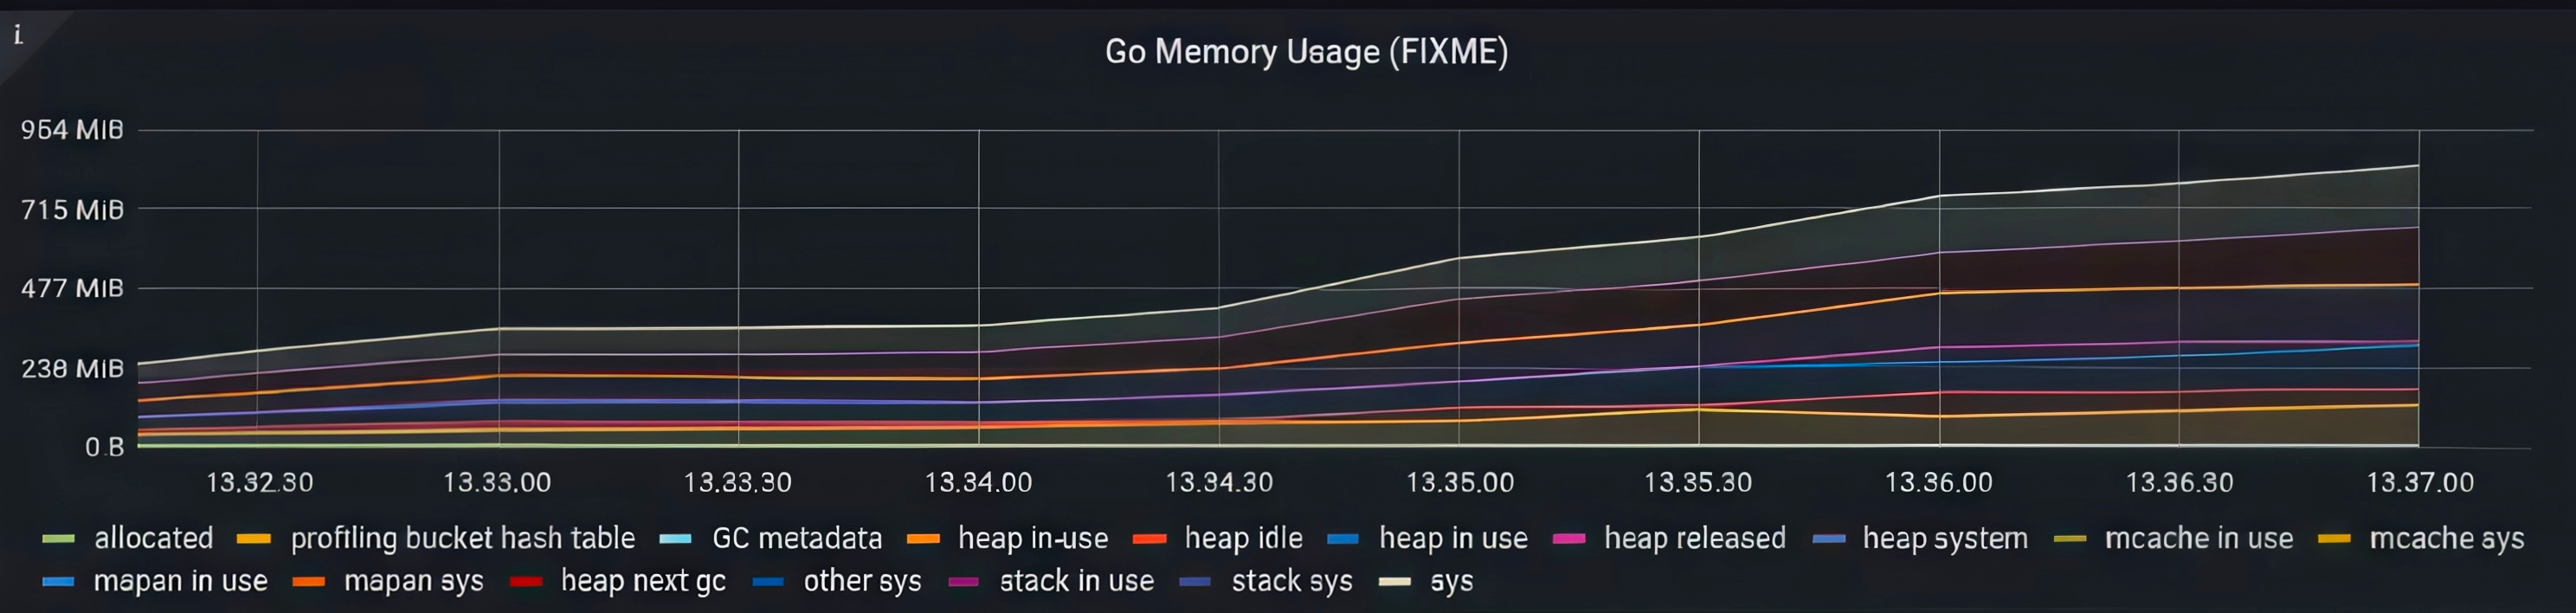 i
Go Memory Usage (FIXME)
954 MiB
715 MiB
477 MiB
238 MiB
0.B
13.32.30 13.33.00 13.33.30 13.34.00 13.34.30 13.35.00 13.35.30 13.36.00 13.36.30 13.37.00
allocated profiling bucket hash table GC metadata heap in-use heap idle heap in use heap released heap system mcache in use mcache sys
mapan in use mapan sys heap next gc other sys stack in use stack sys sys